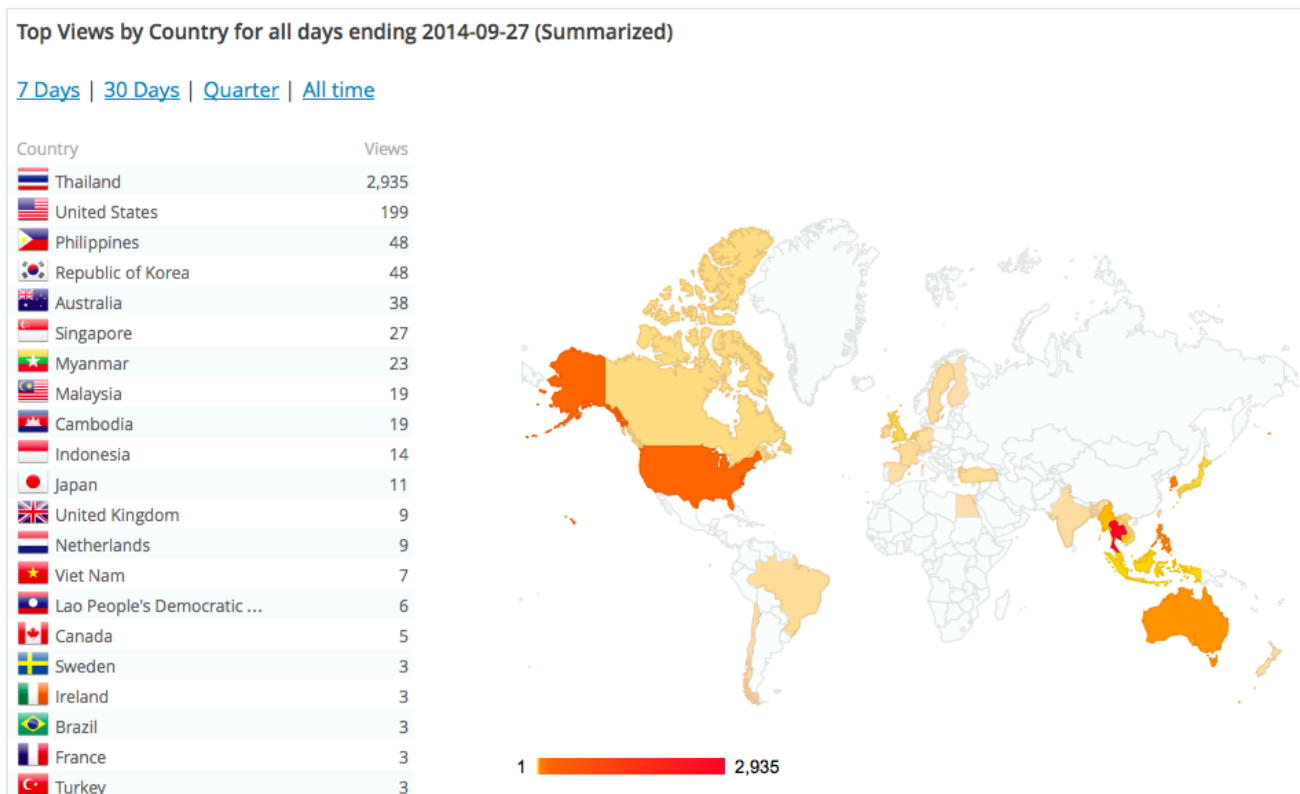 Top Views by Country for all days ending 2014-09-27 (Summarized)
7 Days | 30 Days | Quarter | All time
Country Views
Thailand 2,935
United States 199
Philippines 48
Republic of Korea 48
Australia 38
Singapore 27
Myanmar 23
Malaysia 19
Cambodia 19
Indonesia 14
Japan 11
United Kingdom 9
Netherlands 9
Viet Nam 7
Lao People's Democratic ... 6
Canada 5
Sweden 3
Ireland 3
Brazil 3
France 3
Turkey 3
1 2,935